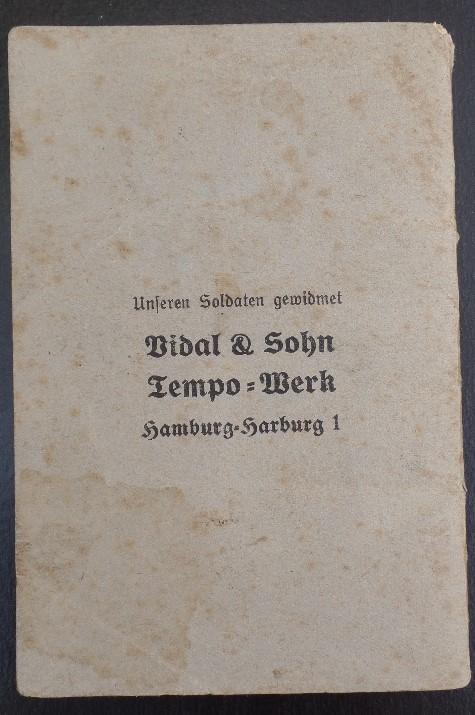 Unſeren Soldaten gewidmet
Vidal & Sohn
Tempo=Werk
Hamburg-Harburg 1